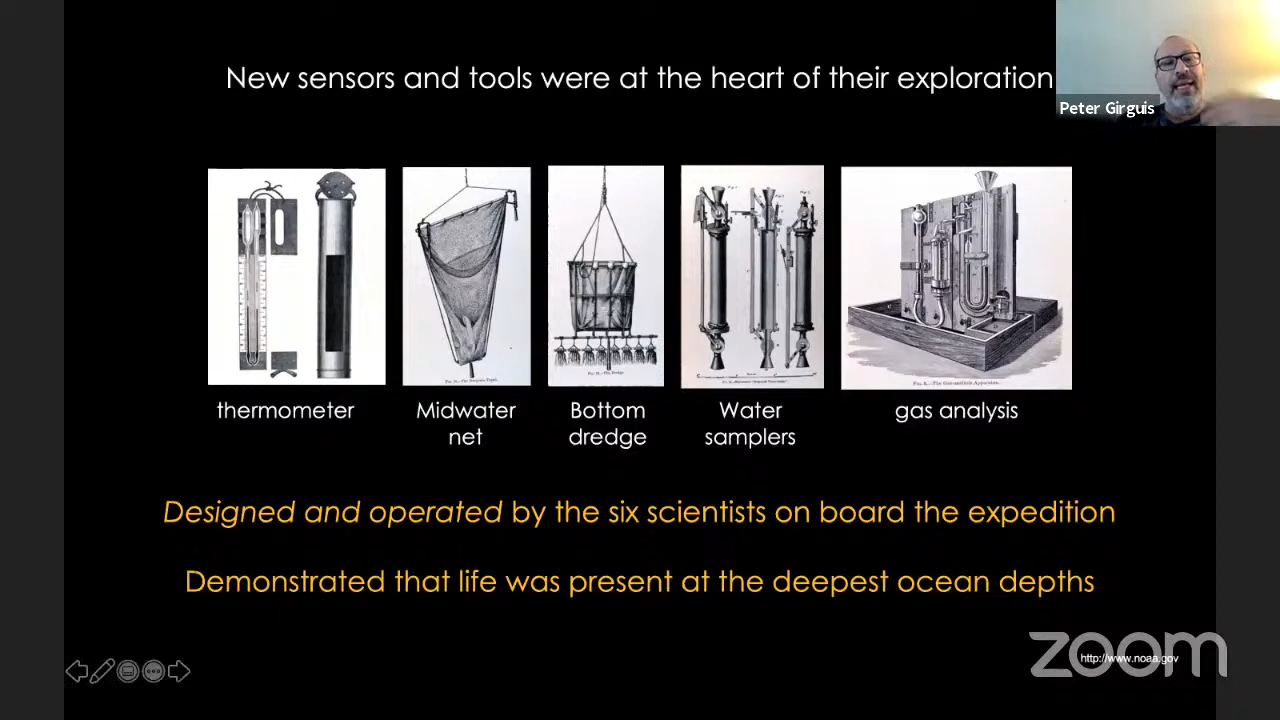 New sensors and tools were at the heart of their exploration
Peter Girguis
thermometer
Midwater
net
Bottom
dredge
Water
samplers
gas analysis
Designed and operated by the six scientists on board the expedition
Demonstrated that life was present at the deepest ocean depths
zoom
http://www.noaa.gov